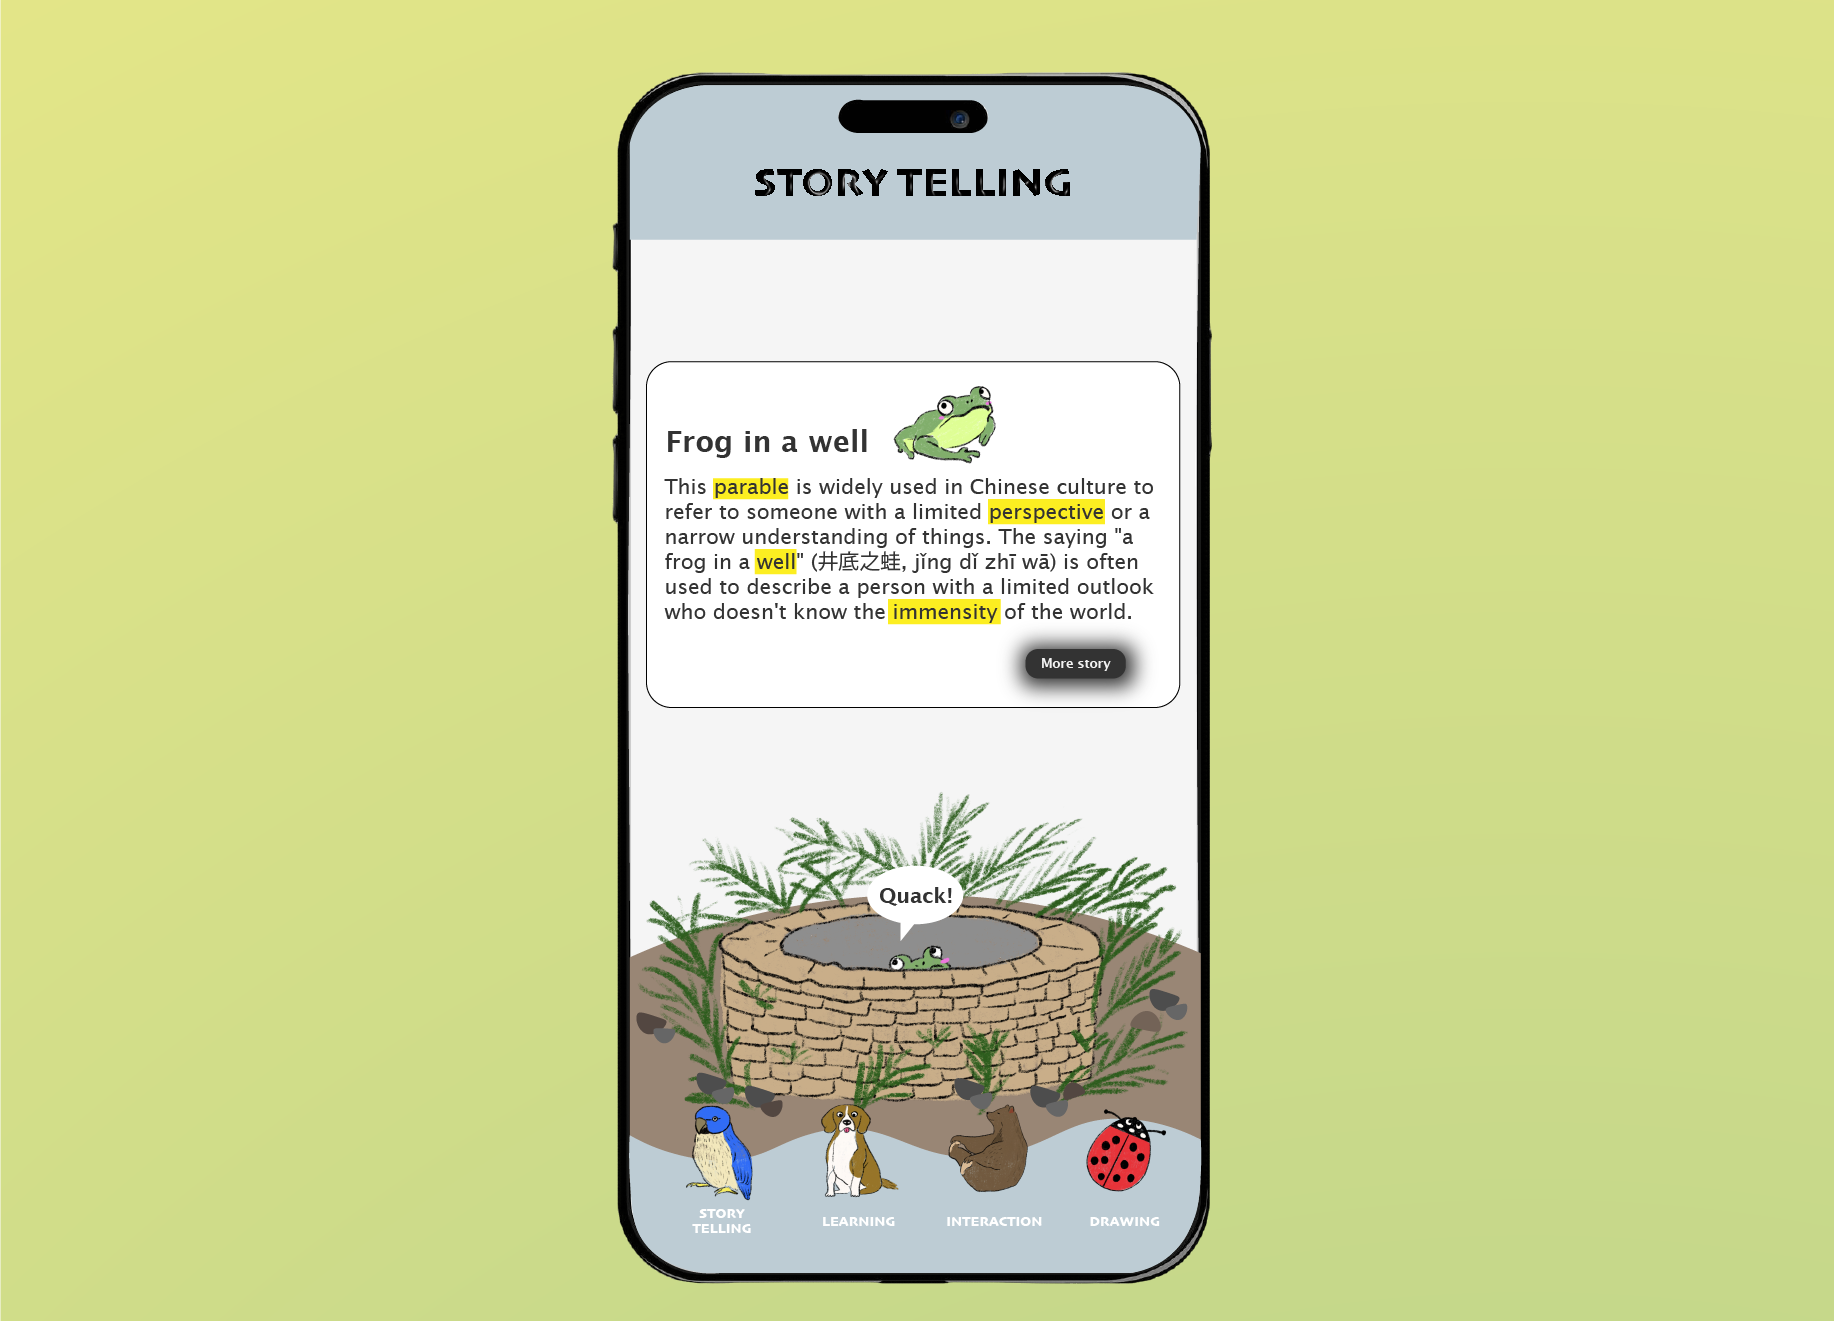 STORY TELLING
Frog in a well
This parable is widely used in Chinese culture to
refer to someone with a limited perspective or a
narrow understanding of things. The saying "a
frog in a well" (井底之蛙, jǐng dǐ zhī wā) is often
used to describe a person with a limited outlook
who doesn't know the immensity of the world.
More story
Quack!
STORY
TELLING
LEARNING
INTERACTION
DRAWING